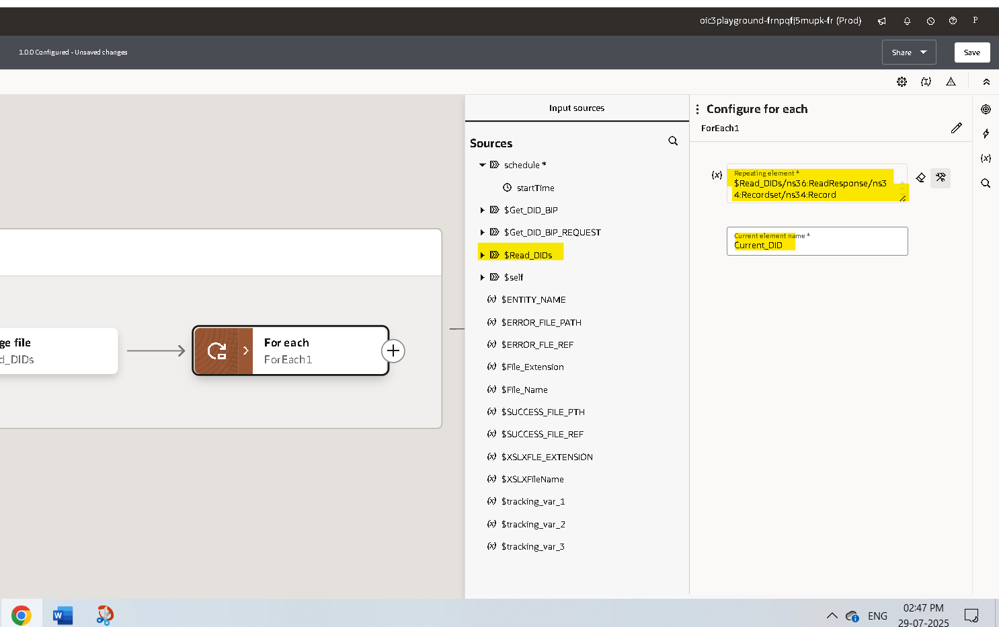 oic3playground-frnpqfj5mupk-fr (Prod)
P
1.0.0 Configured - Unsaved changes
Share
Save
Input sources
Configure for each
ForEach1
Sources
schedule *
startTime
$Get_DID_BIP
$Get_DID_BIP_REQUEST
$Read_DIDs
$self
(x) $ENTITY_NAME
(x) $ERROR_FILE_PATH
(x) $ERROR_FLE_REF
(x) $File_Extension
(x) $File_Name
(x) $SUCCESS_FILE_PTH
(x) $SUCCESS_FILE_REF
(x) $XSLXFLE_EXTENSION
(x) $XSLXFileName
(x) $tracking_var_1
(x) $tracking_var_2
(x) $tracking_var_3
(x)
Repeating element *
$Read_DIDs/ns36:ReadResponse/ns3
4:Recordset/ns34:Record
Current element name *
Current_DID
(x)
ge file
d_DIDs
For each
ForEach1
ENG
02:47 PM
29-07-2025